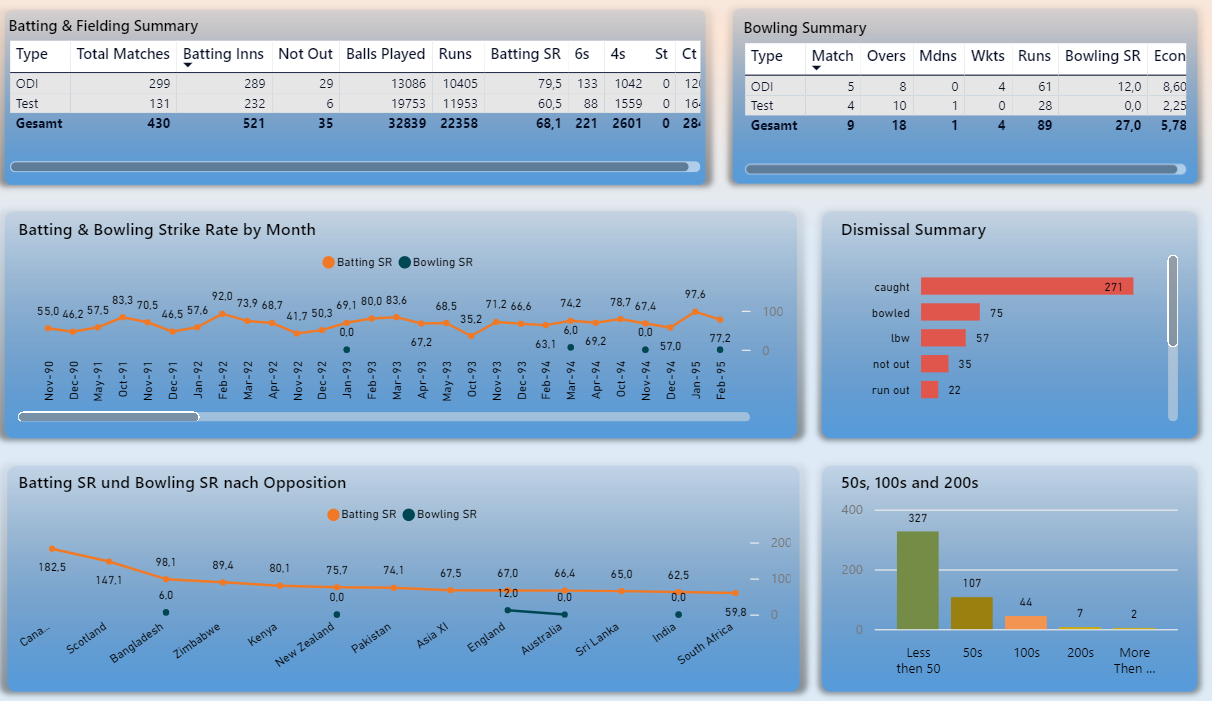 Batting & Fielding Summary
Type Total Matches Batting Inns Not Out Balls Played Runs Batting SR 6s 4s St Ct
ODI 299 289 29 13086 10405 79,5 133 1042 0
Test 131 232 6 19753 11953 60,5 88 1559 0
Gesamt 430 521 35 32839 22358 68,1 221 2601 0
Bowling Summary
Type Match Overs Mdns Wkts Runs Bowling SR Econ
ODI 5 8 0 4 61 12,0 8,60
Test 4 10 1 0 28 0,0 2,25
Gesamt 9 18 1 4 89 27,0 5,78
Batting & Bowling Strike Rate by Month
Batting SR Bowling SR
55,0 46,2 57,5 83,3 70,5 46,5 57,6 92,0 73,9 68,7 41,7 50,3 69,1 80,0 83,6 67,2 68,5 35,2 71,2 66,6 63,1 74,2 69,2 78,7 67,4 57,0 97,6 77,2
0,0 6,0 0,0
100
0
Nov-90 Dec-90 May-91 Oct-91 Nov-91 Dec-91 Jan-92 Feb-92 Mar-92 Apr-92 Nov-92 Dec-92 Jan-93 Feb-93 Mar-93 Apr-93 May-93 Oct-93 Nov-93 Dec-93 Feb-94 Mar-94 Apr-94 Oct-94 Nov-94 Dec-94 Jan-95 Feb-95
Dismissal Summary
caught 271
bowled 75
lbw 57
not out 35
run out 22
Batting SR und Bowling SR nach Opposition
Batting SR Bowling SR
182,5 147,1 98,1 89,4 80,1 75,7 74,1 67,5 67,0 66,4 65,0 62,5 59,8
6,0 0,0 12,0 0,0 0,0
200
100
0
Cana... Scotland Bangladesh Zimbabwe Kenya New Zealand Pakistan Asia XI England Australia Sri Lanka India South Africa
50s, 100s and 200s
400
200
0
327 107 44 7 2
Less 50s 100s 200s More
then 50 Then ...